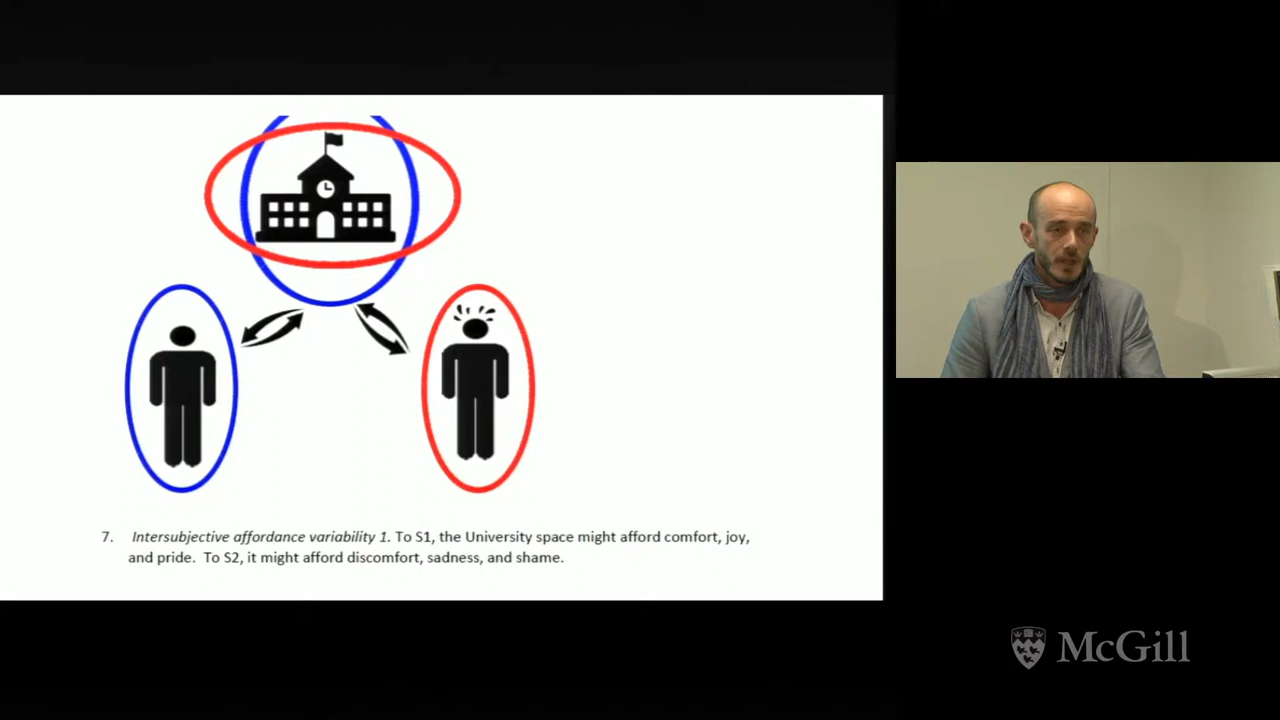 7. Intersubjective affordance variability 1. To S1, the University space might afford comfort, joy,
and pride. To S2, it might afford discomfort, sadness, and shame.
McGill